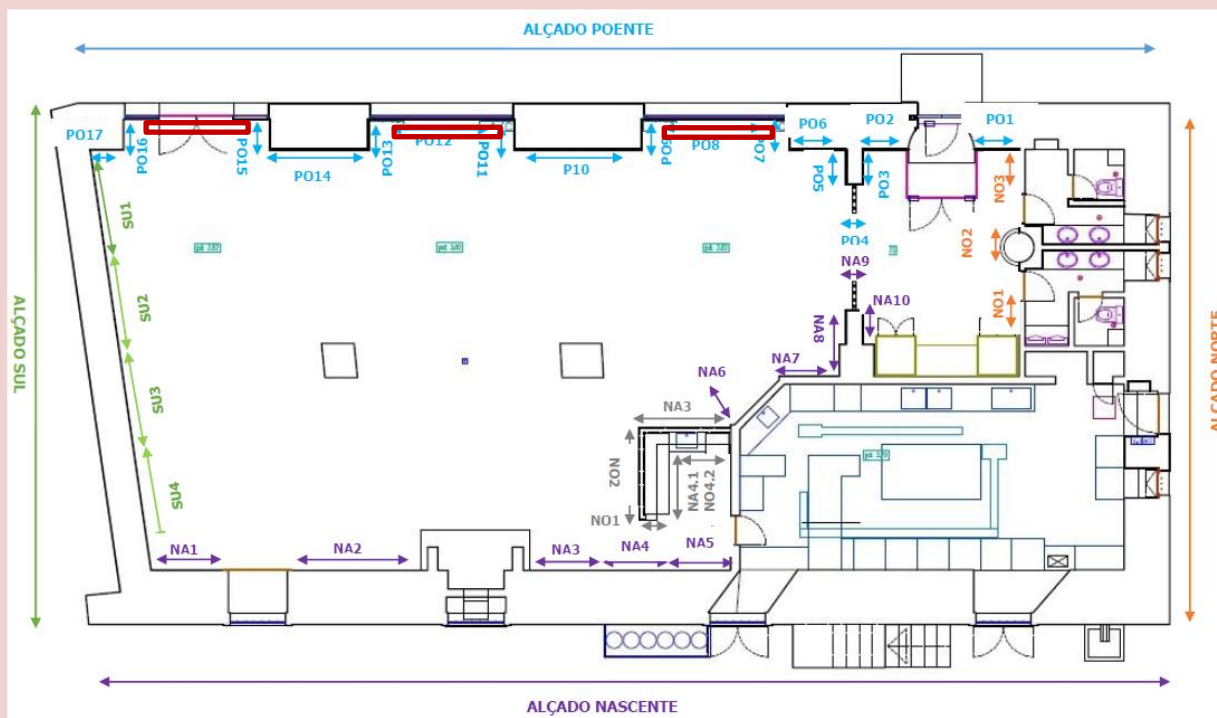 ALÇADO POENTE
PO17
PO16
PO15
PO14
PO13
PO12
PO11
P10
PO9
PO8
PO7
PO6
PO5
PO2
PO3
PO1
PO4
NO3
NO2
NO1
SU1
SU2
SU3
SU4
ALÇADO SUL
ALÇADO NORTE
NA9
NA10
NA8
NA7
NA6
NA3
NO2
NA4.1
NO4.2
NO1
NA1
NA2
NA3
NA4
NA5
ALÇADO NASCENTE